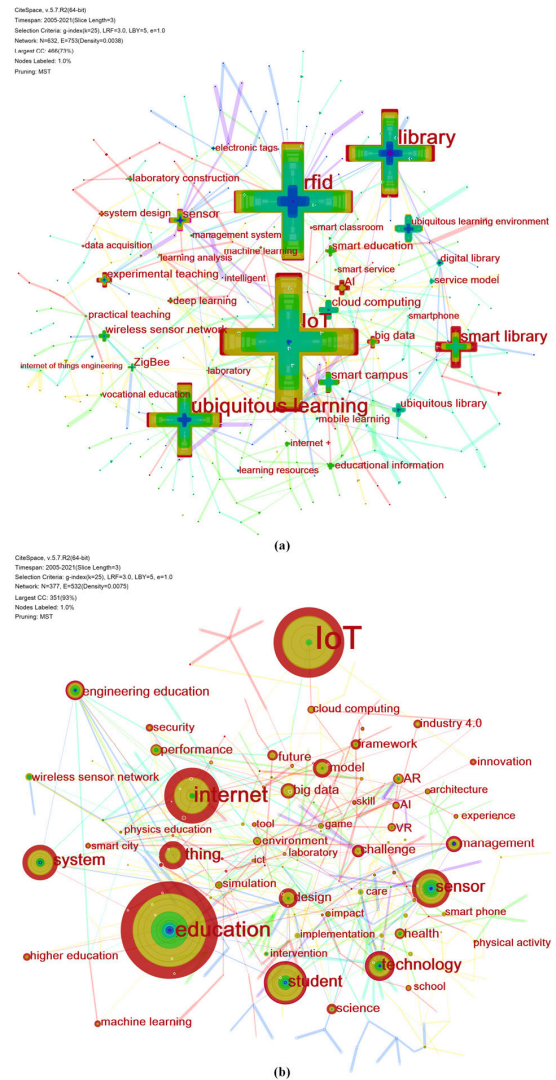 CiteSpace, v.5.7.R2(64-bit)
Timespan: 2005-2021(Slice Length=3)
Selection Criteria: g-index(k=25), LRF=3.0, LBY=5, e=1.0
Network: N=632, E=753(Density=0.0038)
Largest CC: 466(73%)
Nodes Labeled: 1.0%
Pruning: MST
library
electronic tags
rfid
laboratory construction
sensor
system design
smart classroom
ubiquitous learning environment
management system
data acquisition
machine learning
smart education
learning analysis
digital library
smart service
experimental teaching
intelligent
AI
service model
deep learning
cloud computing
practical teaching
smartphone
IoT
wireless sensor network
big data
smart library
internet of things engineering
ZigBee
laboratory
smart campus
vocational education
ubiquitous learning
ubiquitous library
mobile learning
internet +
learning resources
educational information
(a)
CiteSpace, v.5.7.R2(64-bit)
Timespan: 2005-2021(Slice Length=3)
Selection Criteria: g-index(k=25), LRF=3.0, LBY=5, e=1.0
Network: N=377, E=532(Density=0.0075)
Largest CC: 351(93%)
Nodes Labeled: 1.0%
Pruning: MST
IoT
engineering education
cloud computing
security
industry 4.0
performance
framework
future
innovation
model
wireless sensor network
AR
internet
big data
architecture
skill
AI
experience
tool
game
VR
physics education
smart city
environment
management
thing
ict
laboratory
challenge
system
simulation
sensor
design
care
impact
smart phone
education
implementation
health
physical activity
intervention
higher education
technology
student
school
science
machine learning
(b)